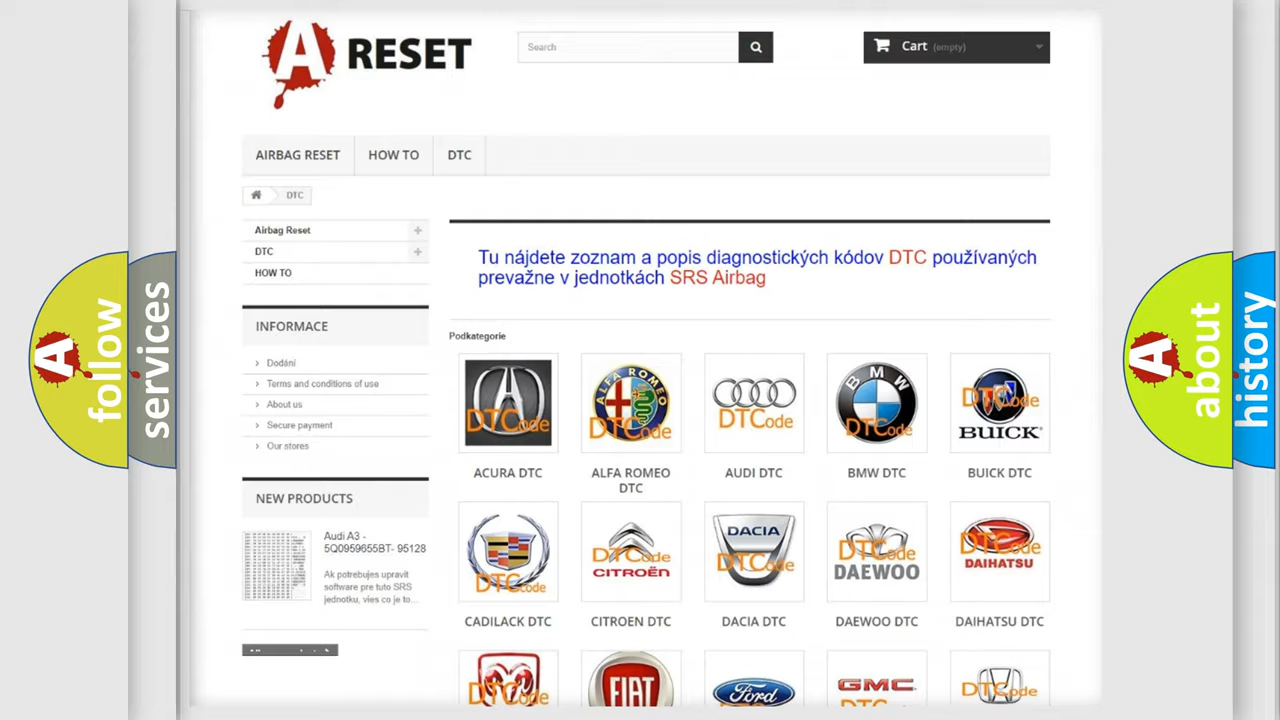 A RESET
Search
Cart (empty)
AIRBAG RESET
HOW TO
DTC
DTC
Airbag Reset
DTC
HOW TO
INFORMACE
Dodání
Terms and conditions of use
About us
Secure payment
Our stores
NEW PRODUCTS
Audi A3 -
5Q0959655BT- 95128
Ak potrebujes upravit
software pre tuto SRS
jednotku, vies co je to...
Tu nájdete zoznam a popis diagnostických kódov DTC používaných
prevažne v jednotkách SRS Airbag
Podkategorie
DTCode
ALFA ROMEO
DTCode
DTCode
BMW
DTCode
DTCode
BUICK
ACURA DTC
ALFA ROMEO
DTC
AUDI DTC
BMW DTC
BUICK DTC
DTCode
DTCode
CITROËN
DACIA
DTCode
DTCode
DAEWOO
DTCode
DAIHATSU
CADILACK DTC
CITROEN DTC
DACIA DTC
DAEWOO DTC
DAIHATSU DTC
DTCode
FIAT
Ford
GMC
DTCode
A follow
services
A about
history